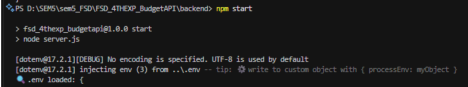 PS D:\SEM5\sem5_FSD\FSD_4THEXP_BudgetAPI\backend> npm start
> fsd_4thexp_budgetapi@1.0.0 start
> node server.js
[dotenv@17.2.1][DEBUG] No encoding is specified. UTF-8 is used by default
[dotenv@17.2.1] injecting env (3) from ..\.env -- tip: ⚙️ write to custom object with { processEnv: myObject }
🔍 .env loaded: {